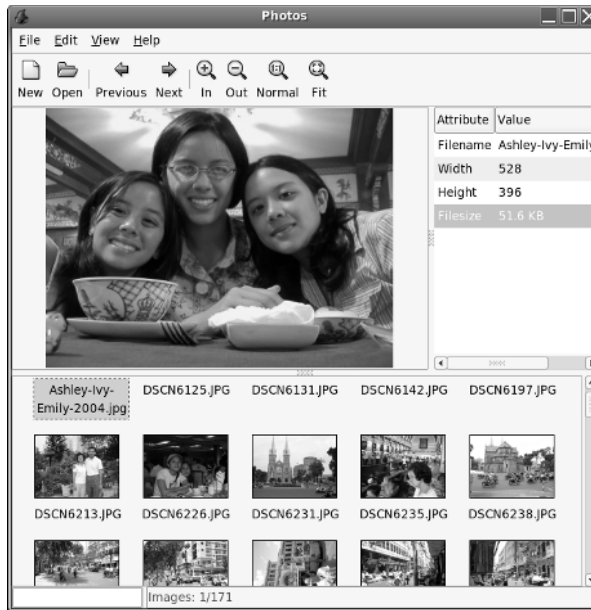 Photos
File Edit View Help
New Open Previous Next In Out Normal Fit
Attribute Value
Filename Ashley-Ivy-Emily
Width 528
Height 396
Filesize 51.6 KB
Ashley-Ivy-
Emily-2004.jpg
DSCN6125.JPG DSCN6131.JPG DSCN6142.JPG DSCN6197.JPG
DSCN6213.JPG DSCN6226.JPG DSCN6231.JPG DSCN6235.JPG DSCN6238.JPG
Images: 1/171